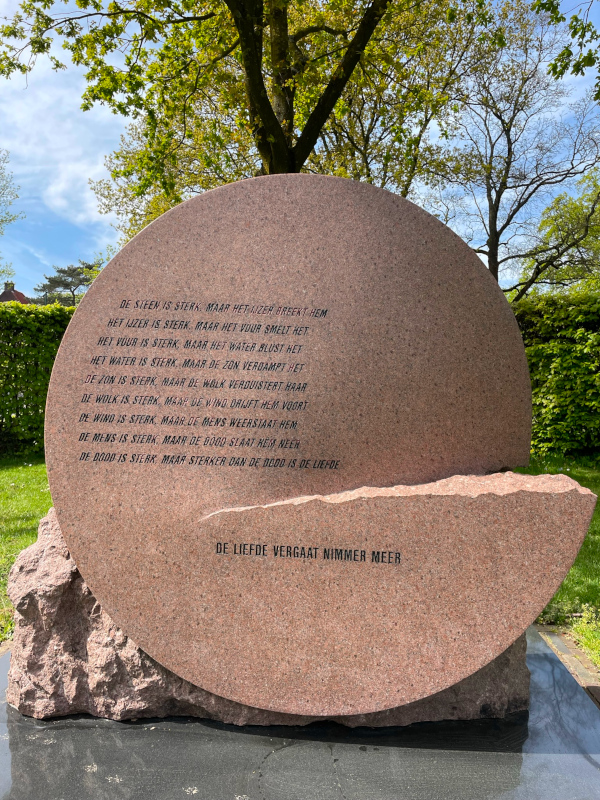 DE STEEN IS STERK, MAAR HET IJZER BREEKT HEM
HET IJZER IS STERK, MAAR HET VUUR SMELT HET
HET VUUR IS STERK, MAAR HET WATER BLUST HET
HET WATER IS STERK, MAAR DE ZON VERDAMPT HET
DE ZON IS STERK, MAAR DE WOLK VERDUISTERT HAAR
DE WOLK IS STERK, MAAR DE WIND DRIJFT HEM VOORT
DE WIND IS STERK, MAAR DE MENS WEERSTAAT HEM
DE MENS IS STERK, MAAR DE DOOD SLAAT HEM NEER
DE DOOD IS STERK, MAAR STERKER DAN DE DOOD IS DE LIEFDE
DE LIEFDE VERGAAT NIMMER MEER